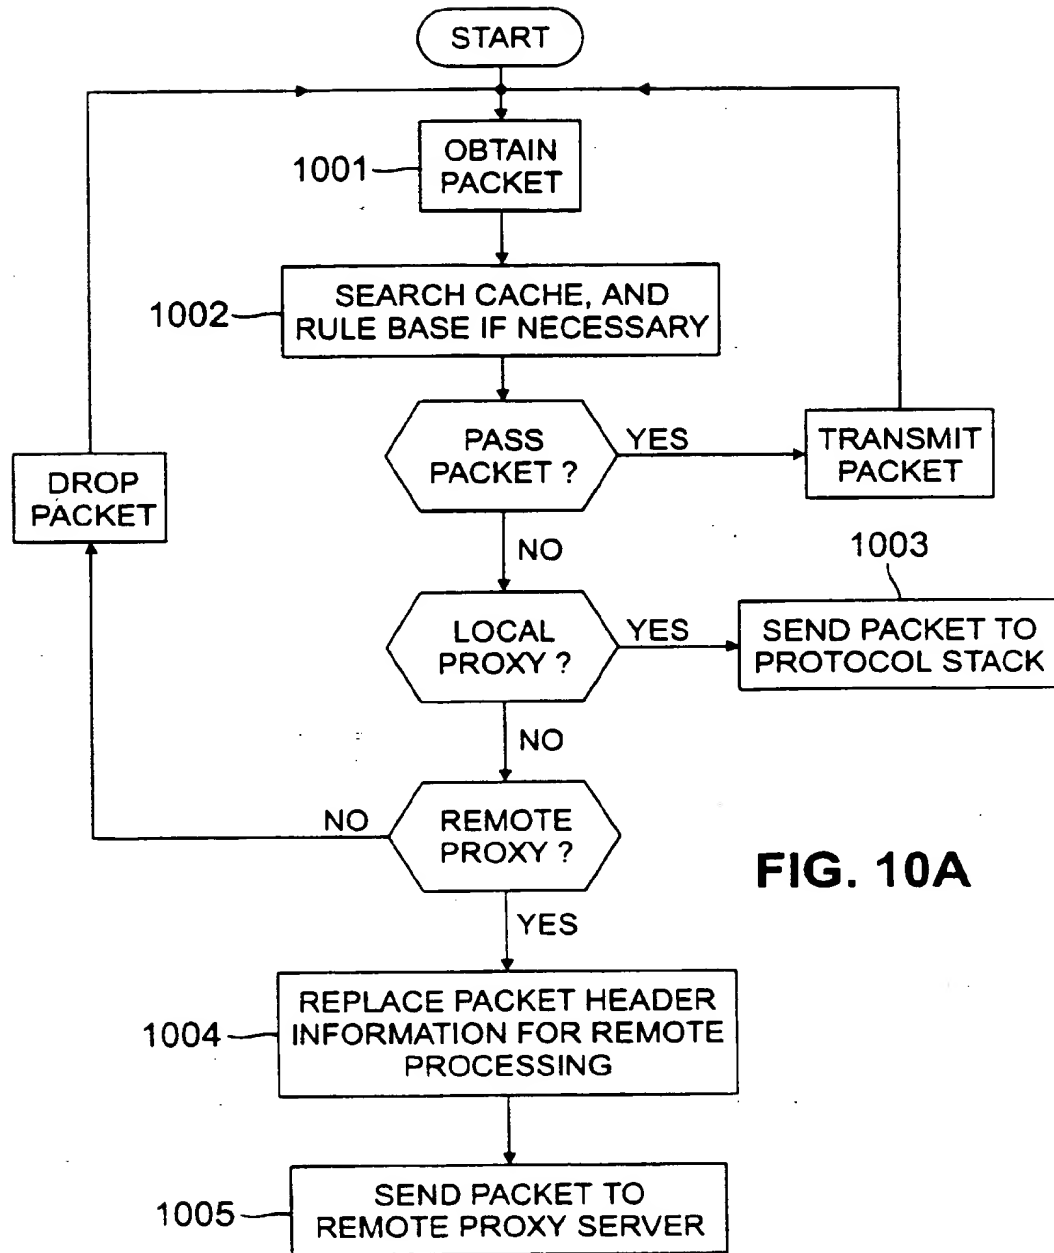 START
OBTAIN
PACKET
1001
SEARCH CACHE, AND
RULE BASE IF NECESSARY
1002
PASS
PACKET ?
YES
TRANSMIT
PACKET
DROP
PACKET
NO
1003
LOCAL
PROXY ?
YES
SEND PACKET TO
PROTOCOL STACK
NO
REMOTE
PROXY ?
NO
FIG. 10A
YES
REPLACE PACKET HEADER
INFORMATION FOR REMOTE
PROCESSING
1004
SEND PACKET TO
REMOTE PROXY SERVER
1005